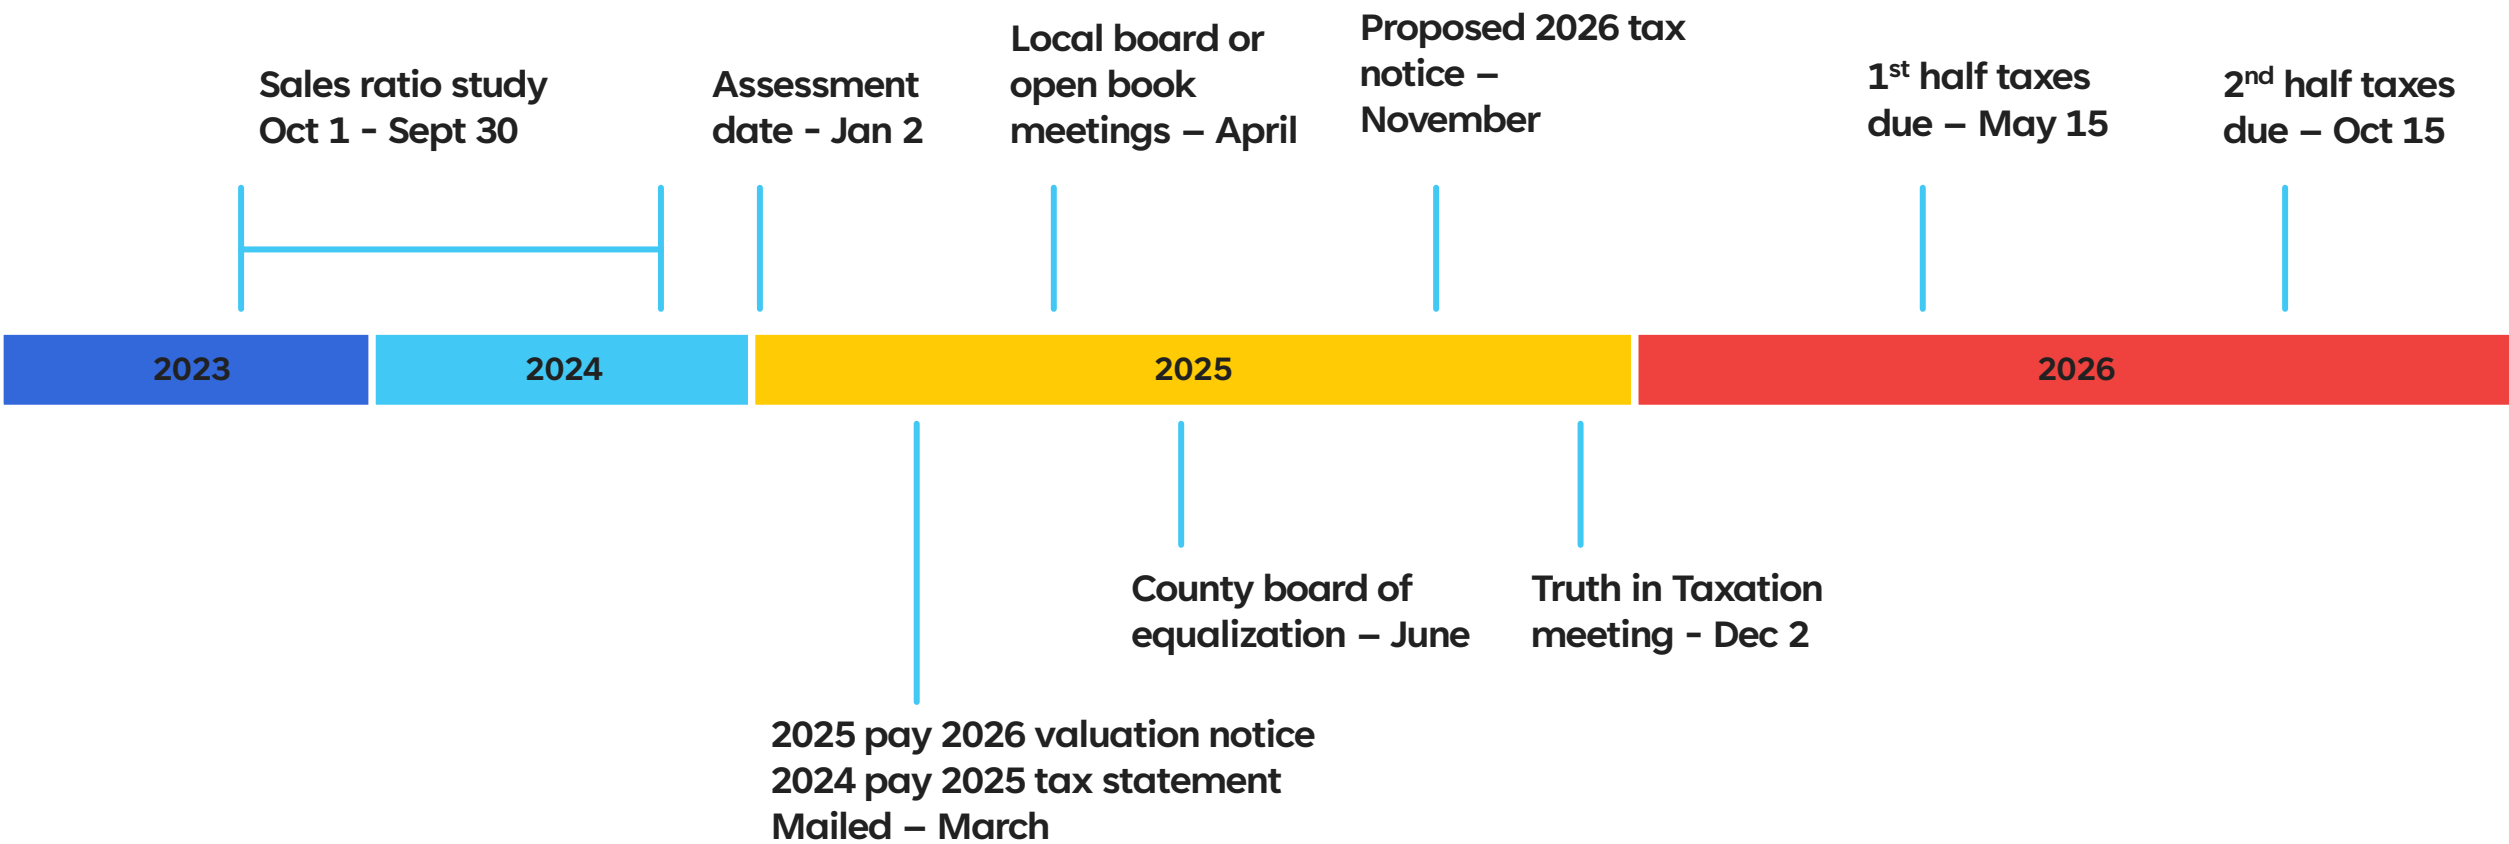 Sales ratio study
Oct 1 - Sept 30
Assessment
date - Jan 2
Local board or
open book
meetings – April
Proposed 2026 tax
notice –
November
1st half taxes
due – May 15
2nd half taxes
due – Oct 15
2023
2024
2025
2026
County board of
equalization – June
Truth in Taxation
meeting - Dec 2
2025 pay 2026 valuation notice
2024 pay 2025 tax statement
Mailed – March